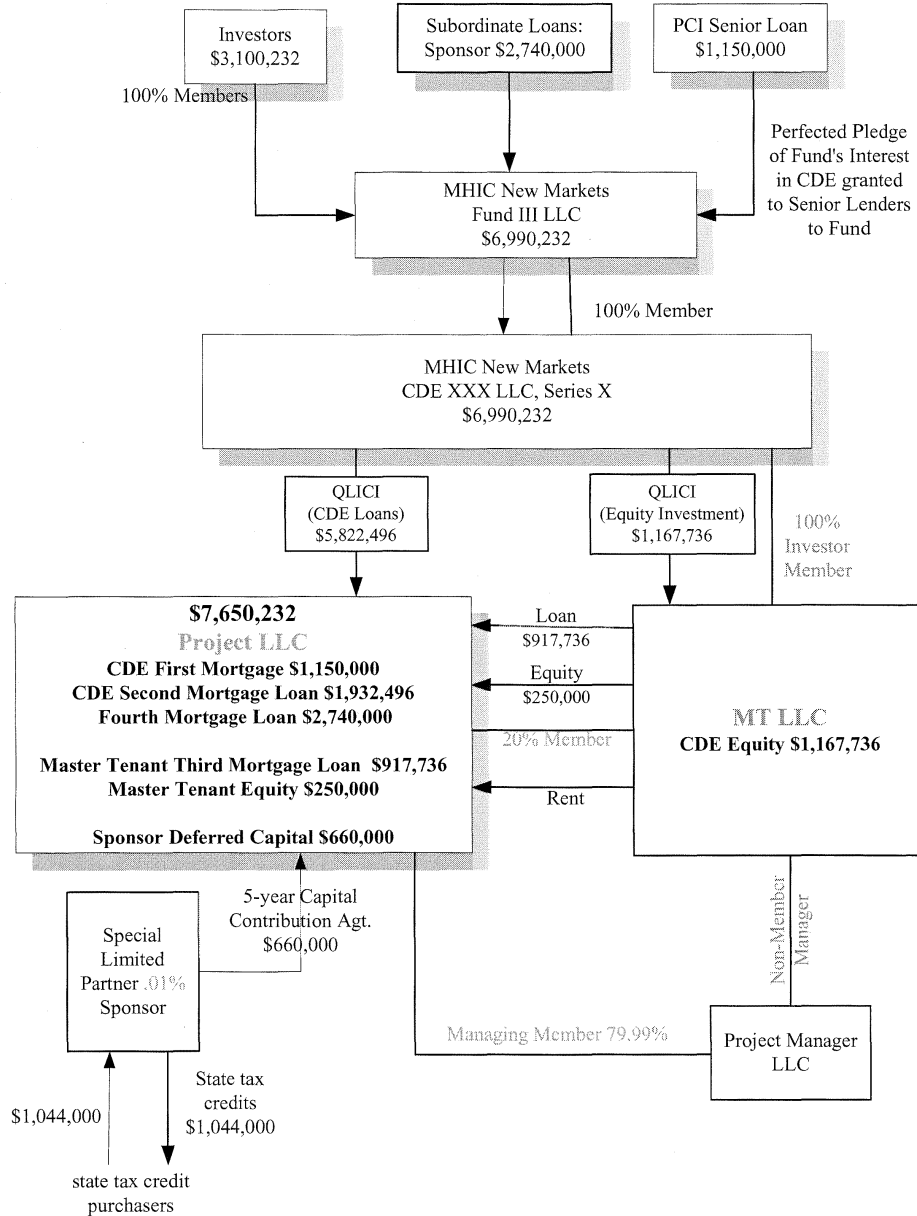 Investors
$3,100,232
Subordinate Loans:
Sponsor $2,740,000
PCI Senior Loan
$1,150,000
100% Members
Perfected Pledge
of Fund's Interest
in CDE granted
to Senior Lenders
to Fund
MHIC New Markets
Fund III LLC
$6,990,232
100% Member
MHIC New Markets
CDE XXX LLC, Series X
$6,990,232
QLICI
(CDE Loans)
$5,822,496
QLICI
(Equity Investment)
$1,167,736
100%
Investor
Member
$7,650,232
Project LLC
CDE First Mortgage $1,150,000
CDE Second Mortgage Loan $1,932,496
Fourth Mortgage Loan $2,740,000
Master Tenant Third Mortgage Loan $917,736
Master Tenant Equity $250,000
Sponsor Deferred Capital $660,000
Loan
$917,736
Equity
$250,000
20% Member
Rent
MT LLC
CDE Equity $1,167,736
Special
Limited
Partner .01%
Sponsor
5-year Capital
Contribution Agt.
$660,000
Non-Member
Manager
Managing Member 79.99%
Project Manager
LLC
$1,044,000
State tax
credits
$1,044,000
state tax credit
purchasers